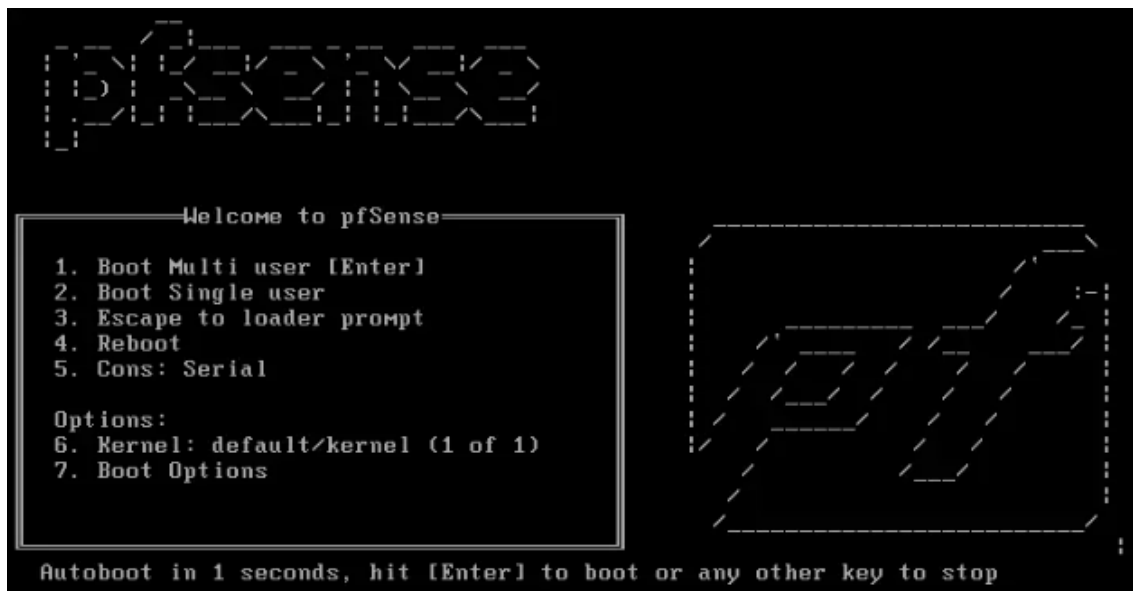 pfsense
Welcome to pfSense
1. Boot Multi user [Enter]
2. Boot Single user
3. Escape to loader prompt
4. Reboot
5. Cons: Serial
Options:
6. Kernel: default/kernel (1 of 1)
7. Boot Options
pf
Autoboot in 1 seconds, hit [Enter] to boot or any other key to stop